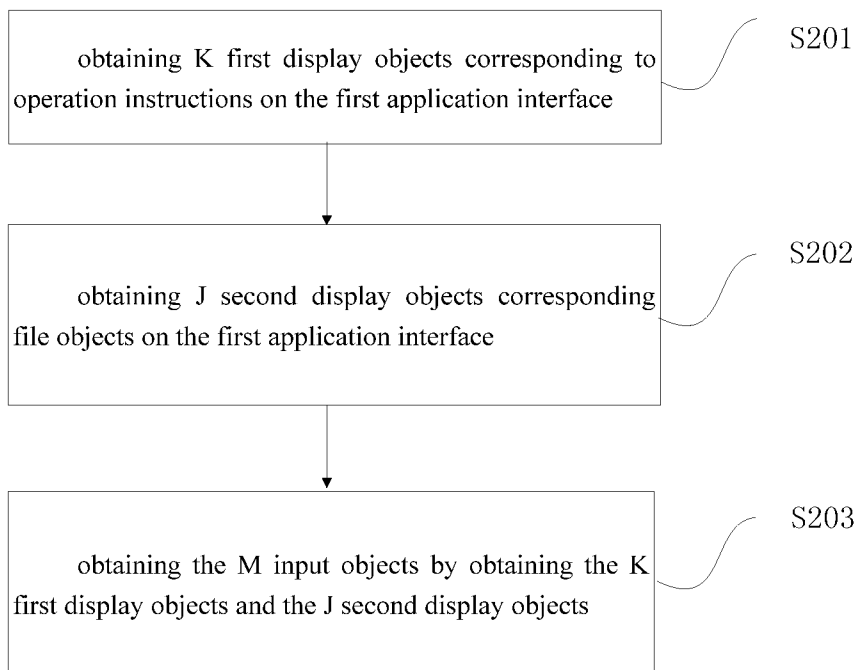 obtaining K first display objects corresponding to
operation instructions on the first application interface
S201
obtaining J second display objects corresponding
file objects on the first application interface
S202
obtaining the M input objects by obtaining the K
first display objects and the J second display objects
S203